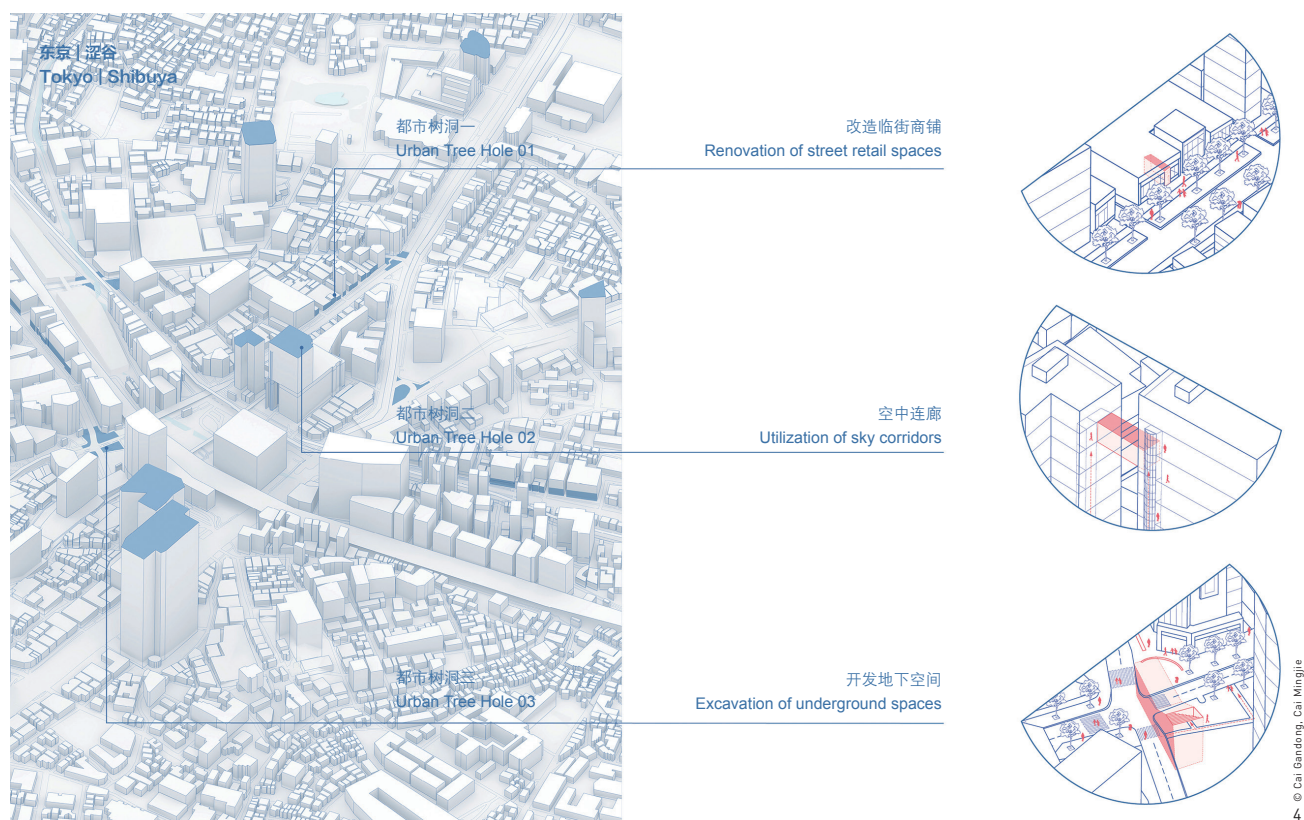 东京 | 涩谷
Tokyo | Shibuya
都市树洞一
Urban Tree Hole 01
改造临街商铺
Renovation of street retail spaces
都市树洞二
Urban Tree Hole 02
空中连廊
Utilization of sky corridors
都市树洞三
Urban Tree Hole 03
开发地下空间
Excavation of underground spaces
4 © Cai Gandong, Cai Mingjie